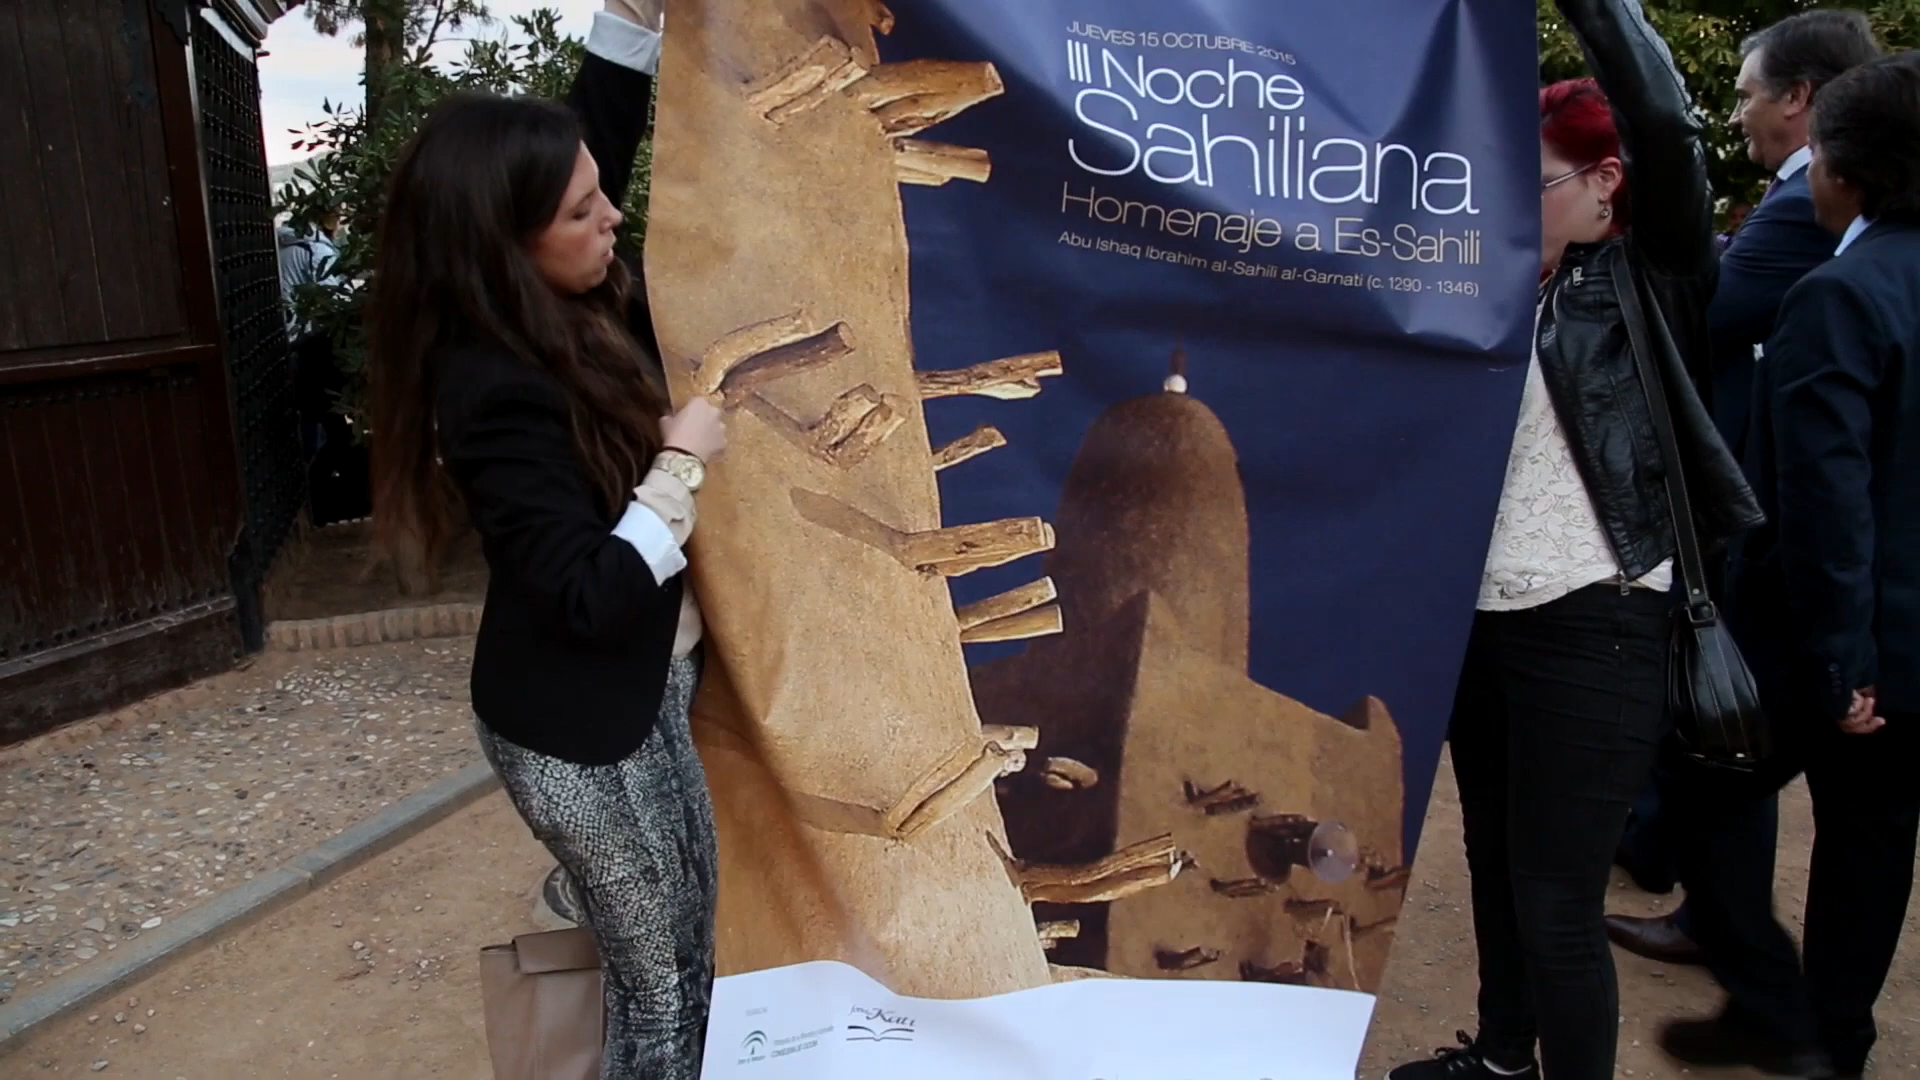 JUEVES 15 OCTUBRE 2015
III Noche
Sahiliana
Homenaje a Es-Sahili
Abu Ishaq Ibrahim al-Sahili al-Garnati (c. 1290 - 1346)
Kati